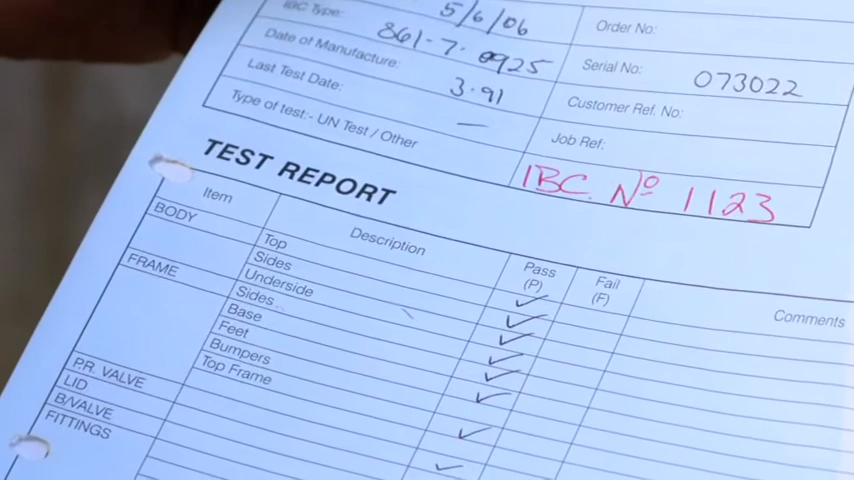 5/6/06
IBC Type:
861-7.0925
Order No:
Date of Manufacture:
3.91
Serial No:
073022
Last Test Date:
—
Customer Ref. No:
Type of test:- UN Test / Other
Job Ref:
IBC. Nº 1123
TEST REPORT
Item
Description
Pass
(P)
Fail
(F)
Comments
BODY
Top
✓
Sides
✓
Underside
✓
FRAME
Sides
✓
Base
✓
Feet
✓
Bumpers
Top Frame
✓
P.R. VALVE
✓
LID
B/VALVE
FITTINGS